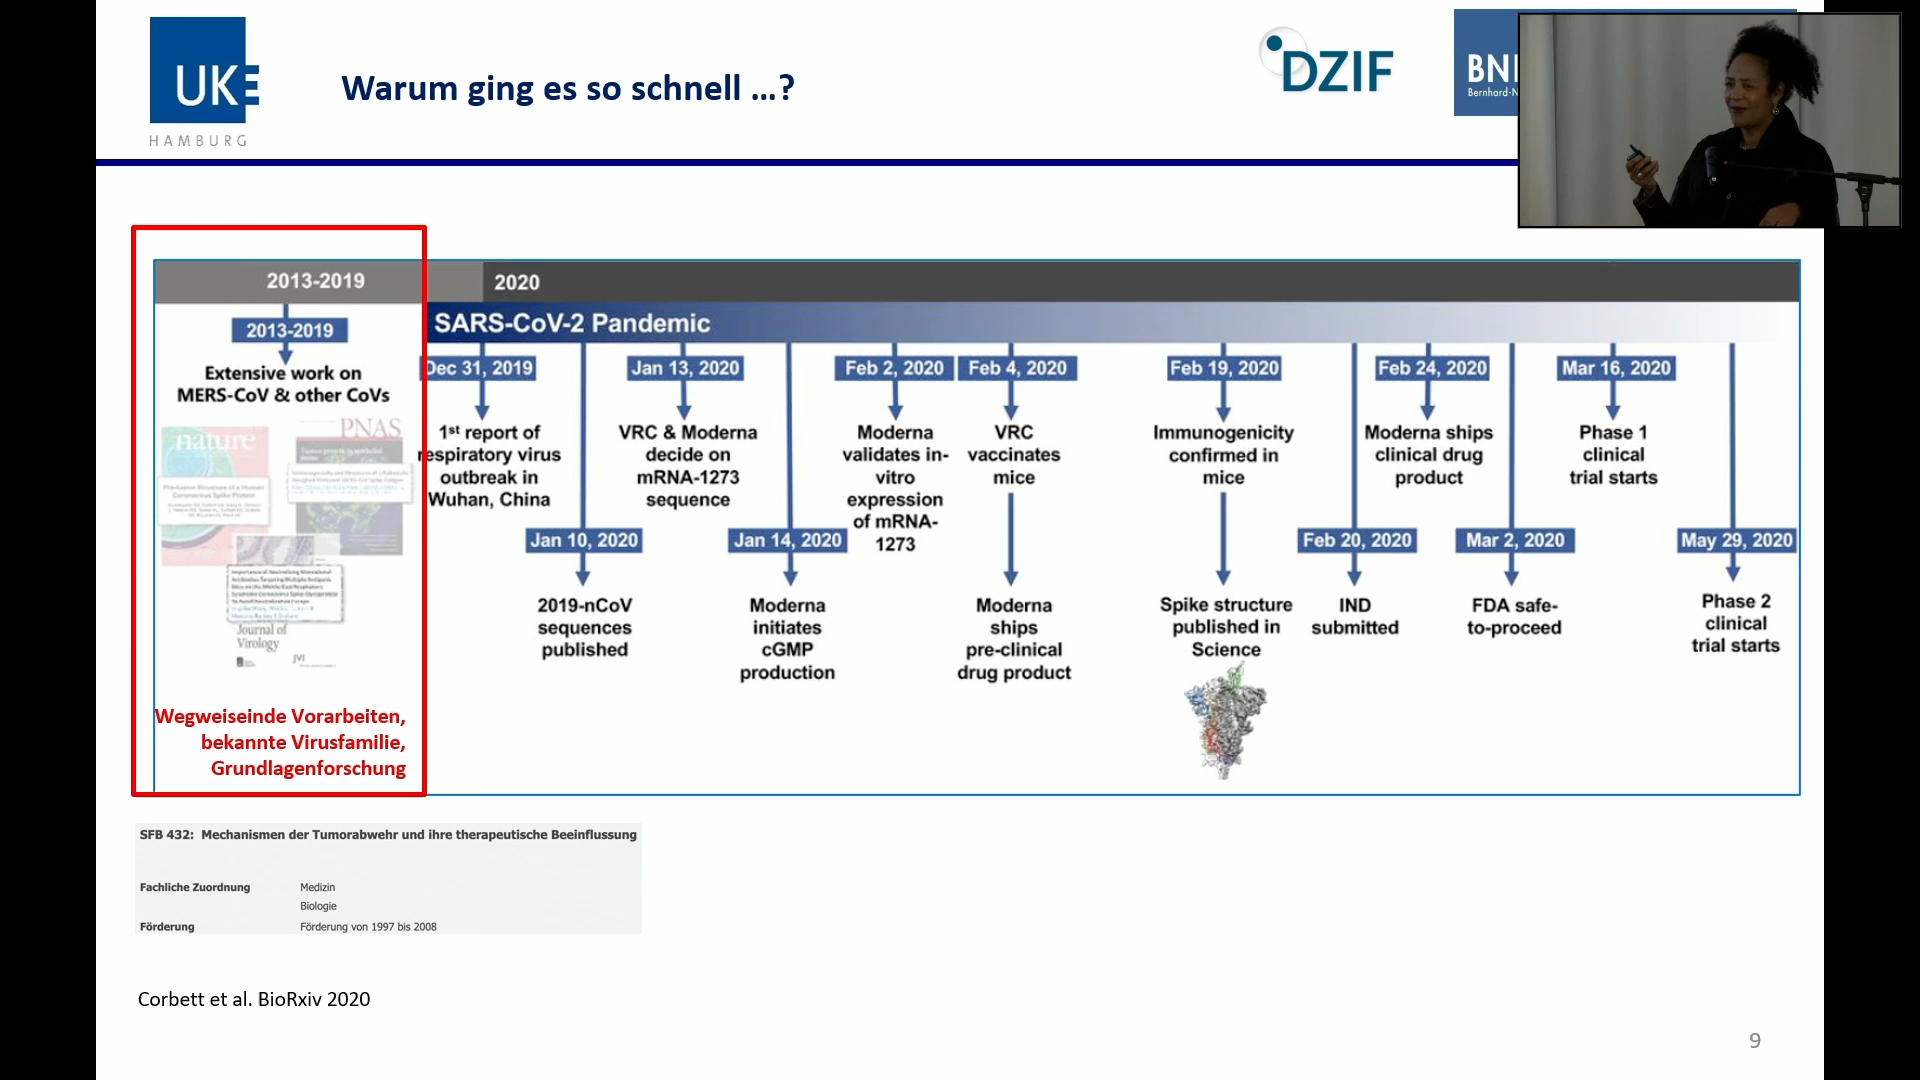 UKE
HAMBURG
Warum ging es so schnell ...?
DZIF
BNI
Bernhard-N
2013-2019
2020
SARS-CoV-2 Pandemic
2013-2019
Extensive work on
MERS-CoV & other CoVs
nature
PNAS
Journal of
Virology
JVI
Wegweiseinde Vorarbeiten,
bekannte Virusfamilie,
Grundlagenforschung
Dec 31, 2019
1st report of
respiratory virus
outbreak in
Wuhan, China
Jan 10, 2020
2019-nCoV
sequences
published
Jan 13, 2020
VRC & Moderna
decide on
mRNA-1273
sequence
Jan 14, 2020
Moderna
initiates
cGMP
production
Feb 2, 2020
Moderna
validates in-
vitro
expression
of mRNA-
1273
Feb 4, 2020
VRC
vaccinates
mice
Moderna
ships
pre-clinical
drug product
Feb 19, 2020
Immunogenicity
confirmed in
mice
Spike structure
published in
Science
Feb 20, 2020
IND
submitted
Feb 24, 2020
Moderna ships
clinical drug
product
Mar 2, 2020
FDA safe-
to-proceed
Mar 16, 2020
Phase 1
clinical
trial starts
May 29, 2020
Phase 2
clinical
trial starts
SFB 432: Mechanismen der Tumorabwehr und ihre therapeutische Beeinflussung
Fachliche Zuordnung Medizin
Biologie
Förderung Förderung von 1997 bis 2008
Corbett et al. BioRxiv 2020
9